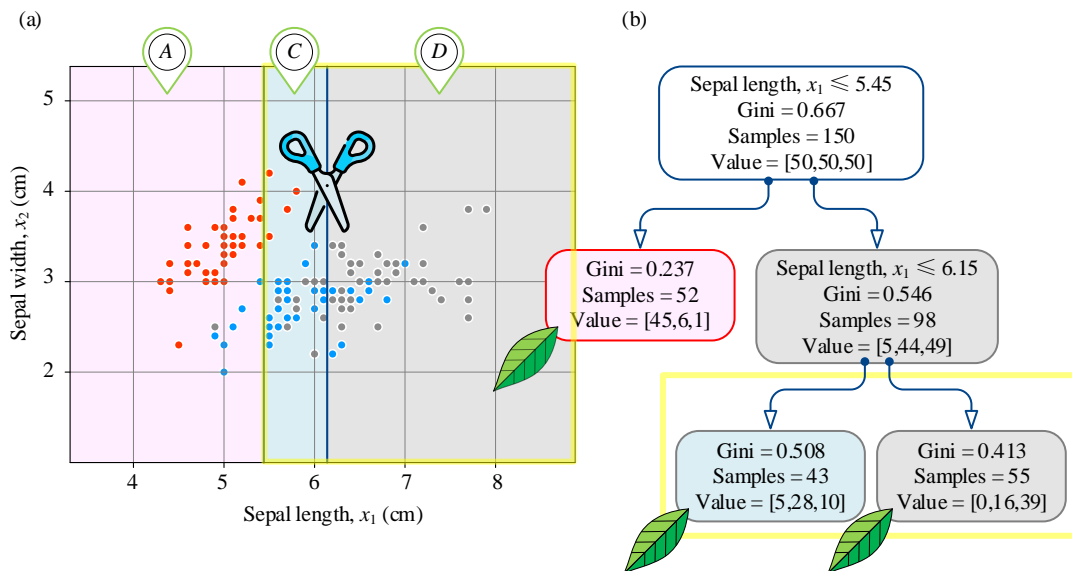 (a)
A
C
D
5
4
3
2
Sepal width, x2 (cm)
4
5
6
7
8
Sepal length, x1 (cm)
(b)
Sepal length, x1 ⩽ 5.45
Gini = 0.667
Samples = 150
Value = [50,50,50]
Gini = 0.237
Samples = 52
Value = [45,6,1]
Sepal length, x1 ⩽ 6.15
Gini = 0.546
Samples = 98
Value = [5,44,49]
Gini = 0.508
Samples = 43
Value = [5,28,10]
Gini = 0.413
Samples = 55
Value = [0,16,39]